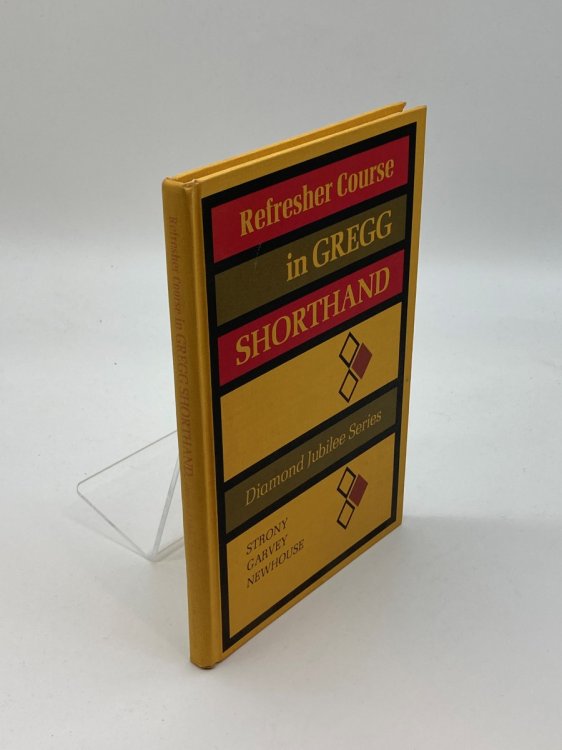 Refresher Course in GREGG SHORTHAND
Refresher Course
in GREGG
SHORTHAND
Diamond Jubilee Series
STRONY
GARVEY
NEWHOUSE